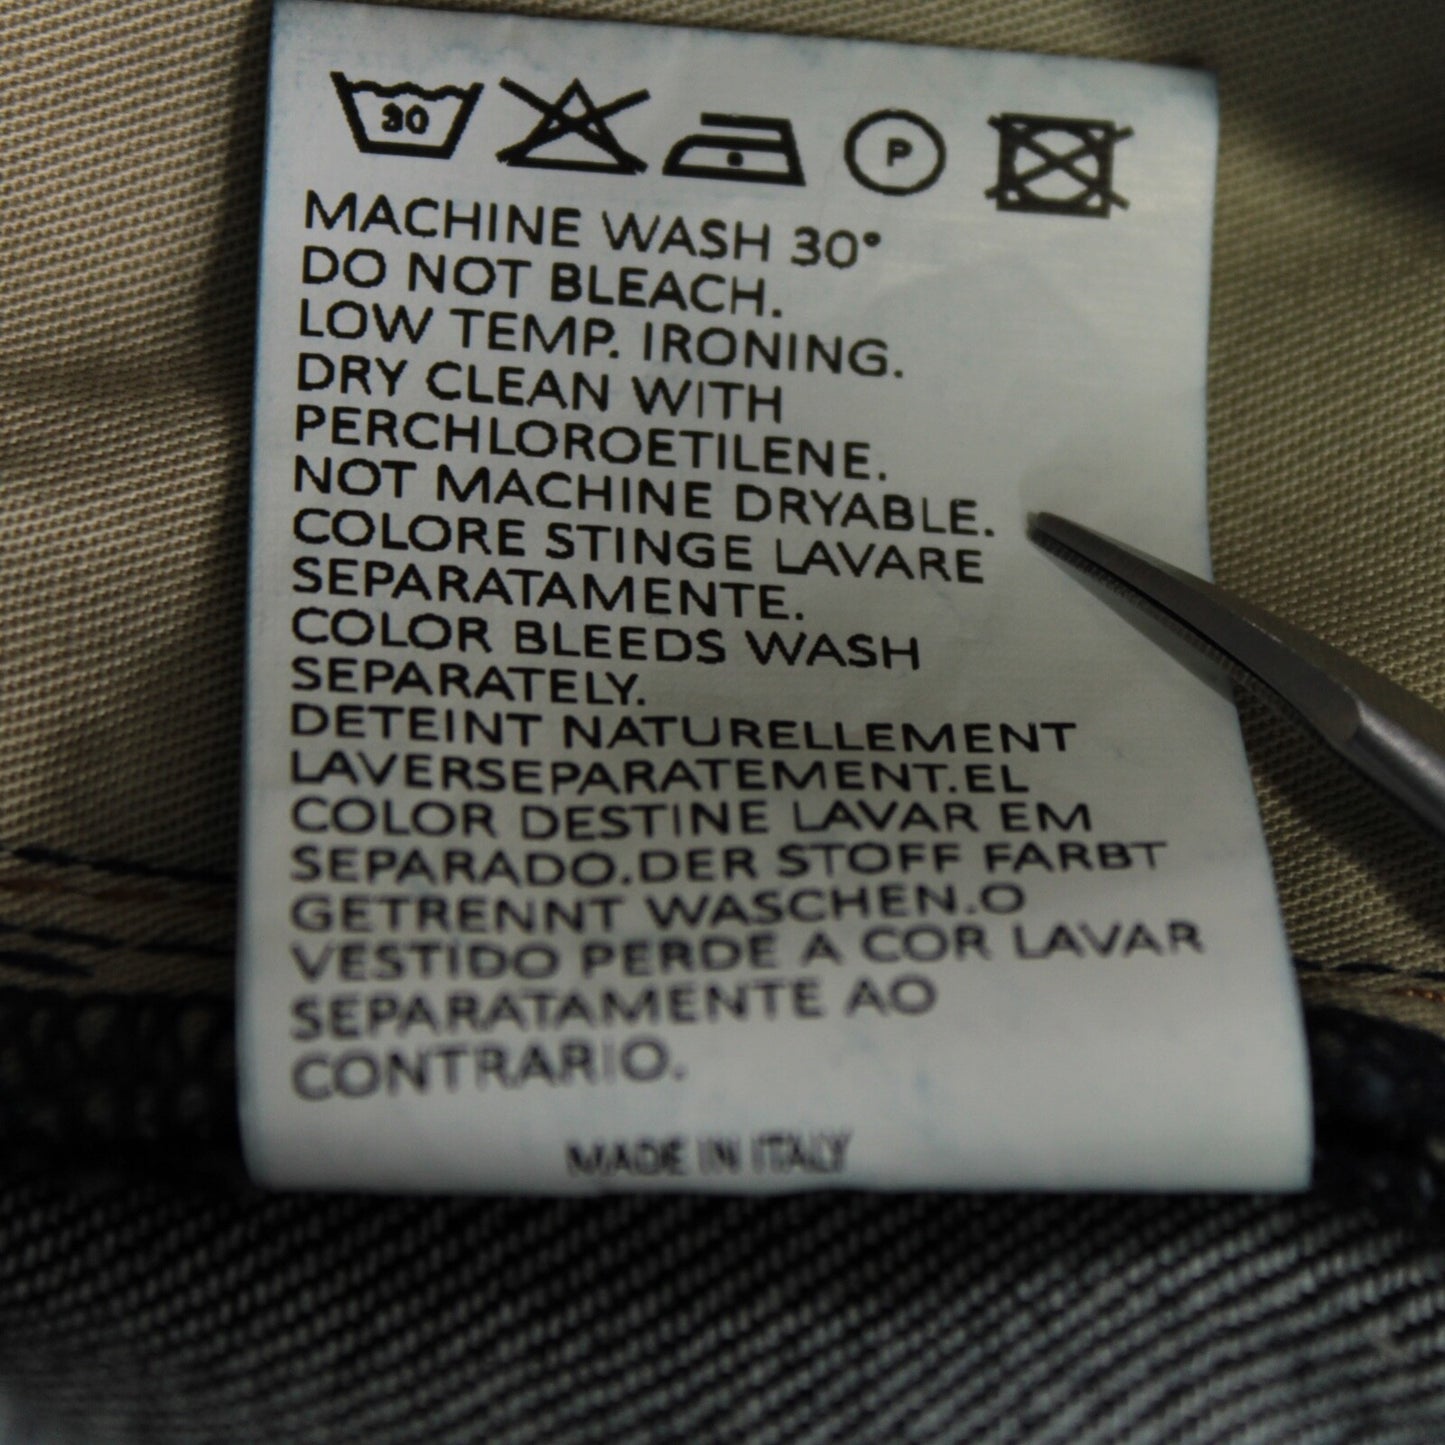 30
P
MACHINE WASH 30°
DO NOT BLEACH.
LOW TEMP. IRONING.
DRY CLEAN WITH
PERCHLOROETILENE.
NOT MACHINE DRYABLE.
COLORE STINGE LAVARE
SEPARATAMENTE.
COLOR BLEEDS WASH
SEPARATELY.
DETEINT NATURELLEMENT
LAVERSEPARATEMENT.EL
COLOR DESTINE LAVAR EM
SEPARADO.DER STOFF FARBT
GETRENNT WASCHEN.O
VESTIDO PERDE A COR LAVAR
SEPARATAMENTE AO
CONTRARIO.
MADE IN ITALY